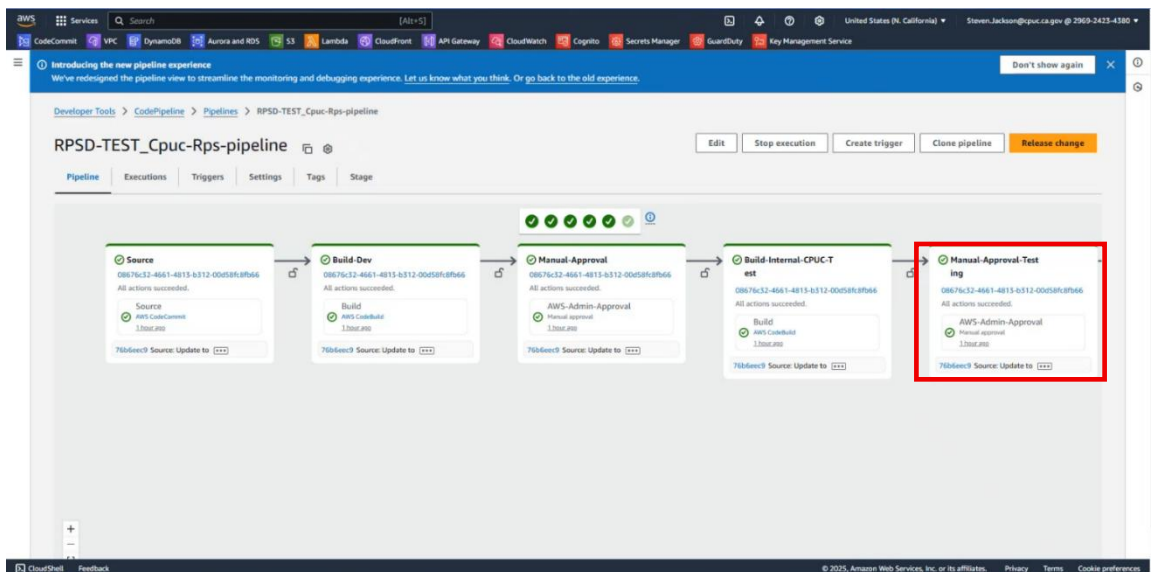 aws
Services
Search
[Alt+S]
United States (N. California)
Steven.Jackson@cpuc.ca.gov @ 2969-2423-4380
CodeCommit
VPC
DynamoDB
Aurora and RDS
S3
Lambda
CloudFront
API Gateway
CloudWatch
Cognito
Secrets Manager
GuardDuty
Key Management Service
Introducing the new pipeline experience
We've redesigned the pipeline view to streamline the monitoring and debugging experience. Let us know what you think. Or go back to the old experience.
Don't show again
Developer Tools > CodePipeline > Pipelines > RPSD-TEST_Cpuc-Rps-pipeline
RPSD-TEST_Cpuc-Rps-pipeline
Edit
Stop execution
Create trigger
Clone pipeline
Release change
Pipeline
Executions
Triggers
Settings
Tags
Stage
Source
08676c32-4661-4813-b312-00d58fc8fb66
All actions succeeded.
Source
AWS CodeCommit
1 hour ago
76b6eec9 Source: Update to
Build-Dev
08676c32-4661-4813-b312-00d58fc8fb66
All actions succeeded.
Build
AWS CodeBuild
1 hour ago
76b6eec9 Source: Update to
Manual-Approval
08676c32-4661-4813-b312-00d58fc8fb66
All actions succeeded.
AWS-Admin-Approval
Manual approval
1 hour ago
76b6eec9 Source: Update to
Build-Internal-CPUC-T
est
08676c32-4661-4813-b312-00d58fc8fb66
All actions succeeded.
Build
AWS CodeBuild
1 hour ago
76b6eec9 Source: Update to
Manual-Approval-Test
ing
08676c32-4661-4813-b312-00d58fc8fb66
All actions succeeded.
AWS-Admin-Approval
Manual approval
1 hour ago
76b6eec9 Source: Update to
CloudShell
Feedback
© 2025, Amazon Web Services, Inc. or its affiliates.
Privacy
Terms
Cookie preferences